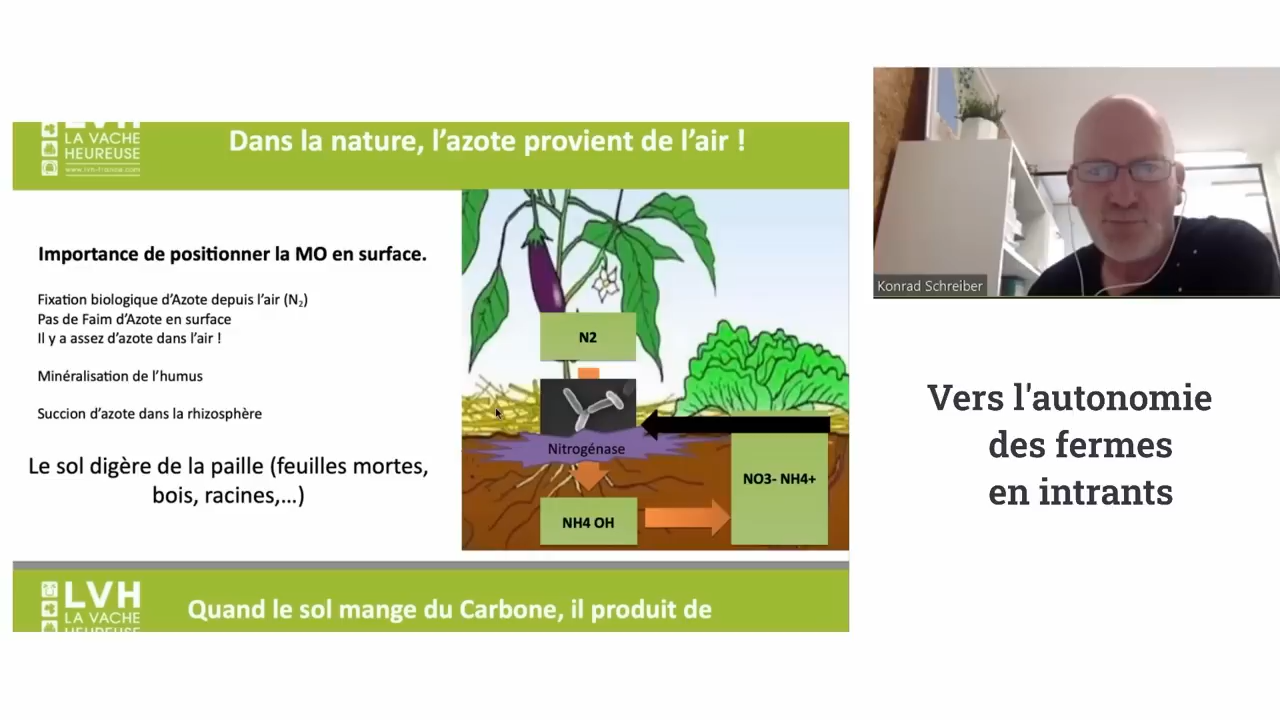 LVH
LA VACHE
HEUREUSE
www.lvh-france.com
Dans la nature, l'azote provient de l'air !
Importance de positionner la MO en surface.
Fixation biologique d'Azote depuis l'air (N₂)
Pas de Faim d'Azote en surface
Il y a assez d'azote dans l'air !
Minéralisation de l'humus
Succion d'azote dans la rhizosphère
Le sol digère de la paille (feuilles mortes,
bois, racines,...)
N2
Nitrogénase
NO3- NH4+
NH4 OH
LVH
LA VACHE
HEUREUSE
Quand le sol mange du Carbone, il produit de
Konrad Schreiber
Vers l'autonomie
des fermes
en intrants